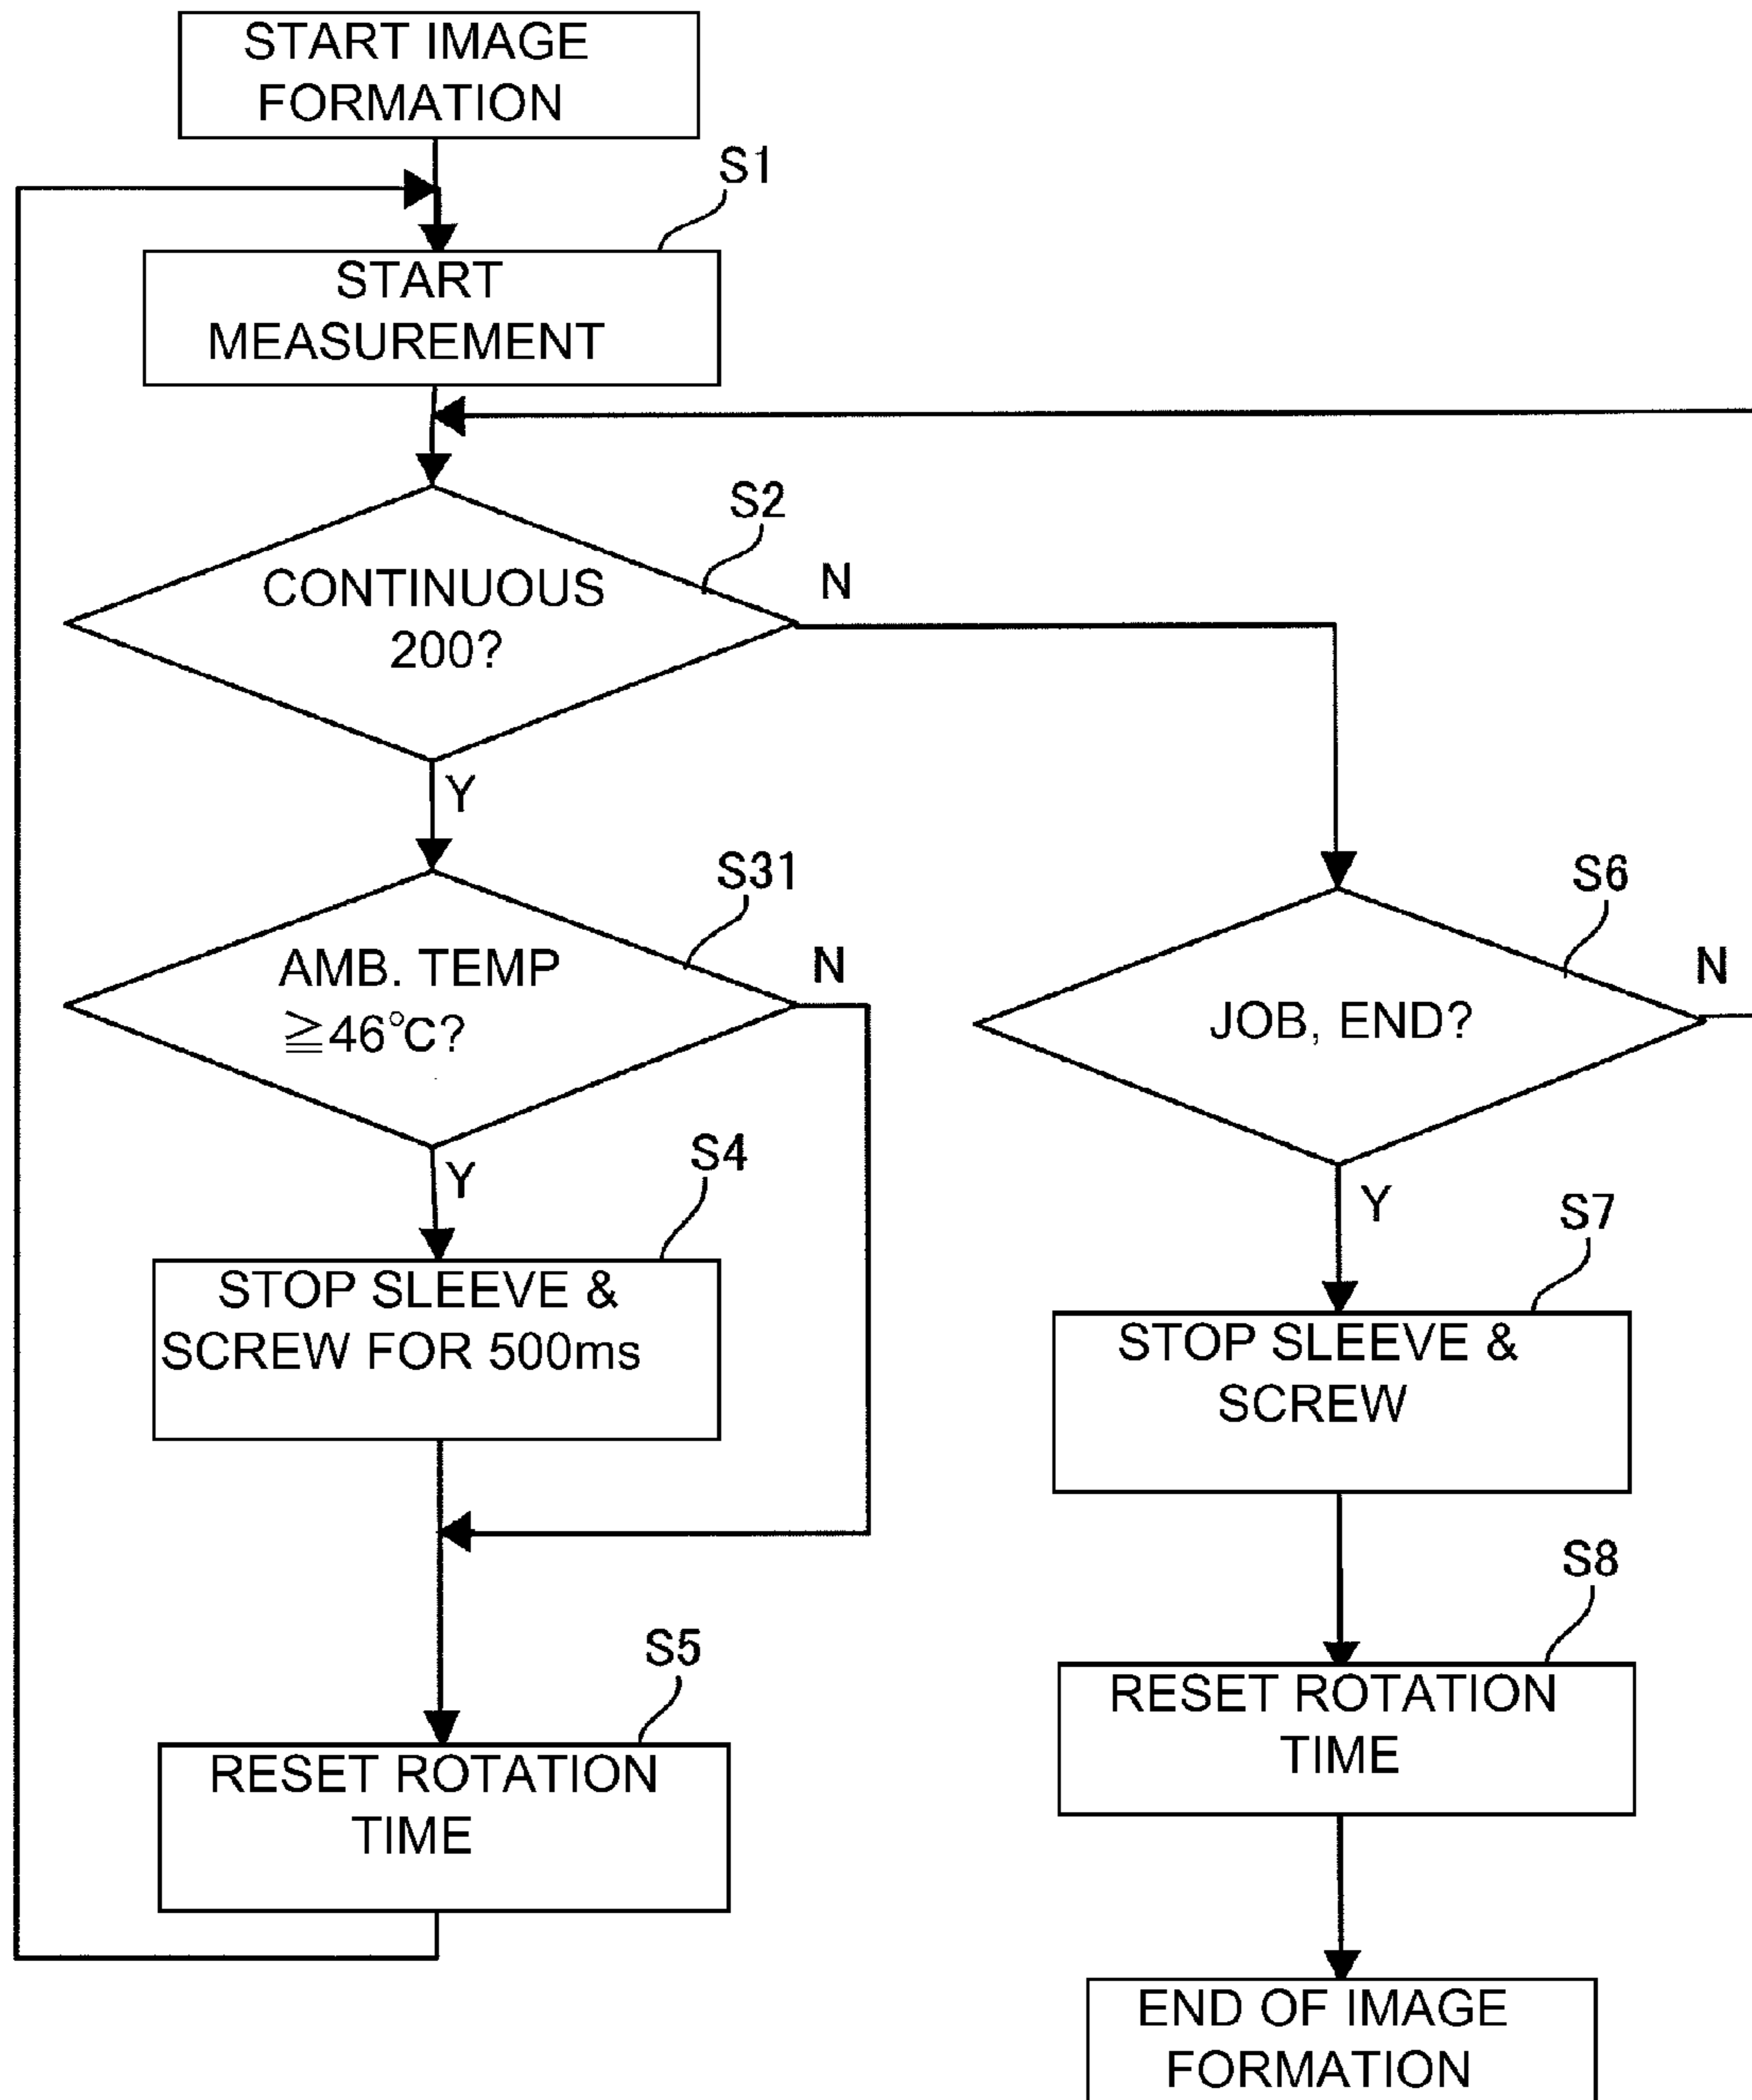 START IMAGE
FORMATION
S1
START
MEASUREMENT
S2
CONTINUOUS
200?
N
Y
S31
AMB. TEMP
≧46℃?
N
Y
S4
STOP SLEEVE &
SCREW FOR 500ms
S5
RESET ROTATION
TIME
S6
JOB, END?
N
Y
S7
STOP SLEEVE &
SCREW
S8
RESET ROTATION
TIME
END OF IMAGE
FORMATION